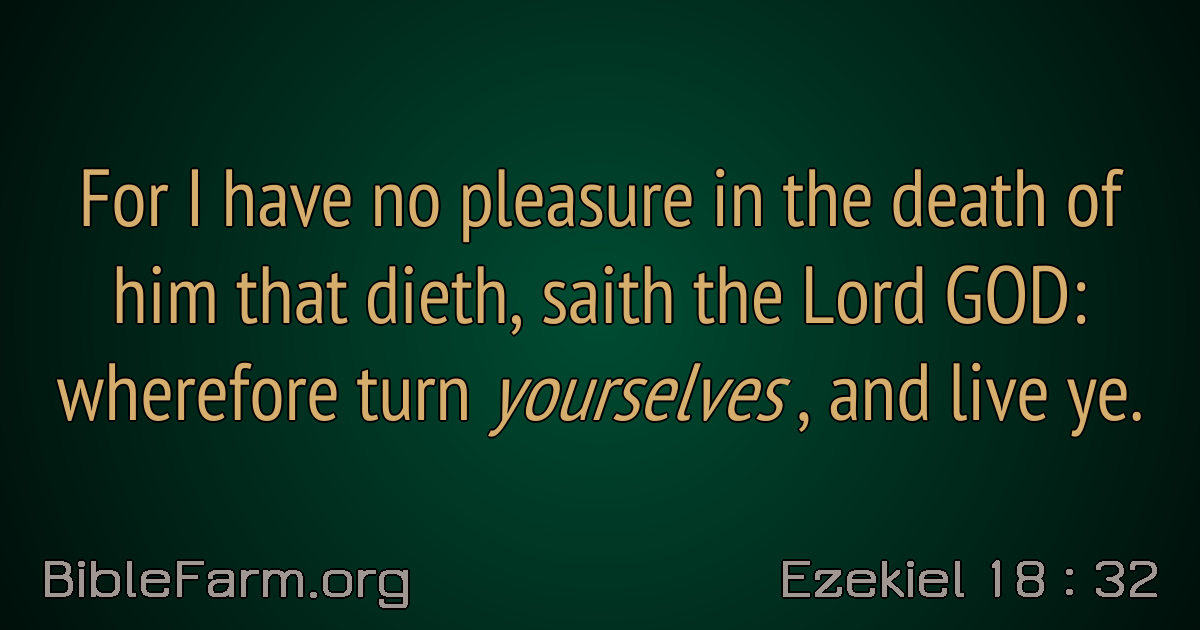 For I have no pleasure in the death of
him that dieth, saith the Lord GOD:
wherefore turn yourselves , and live ye.
BibleFarm.org
Ezekiel 18 : 32